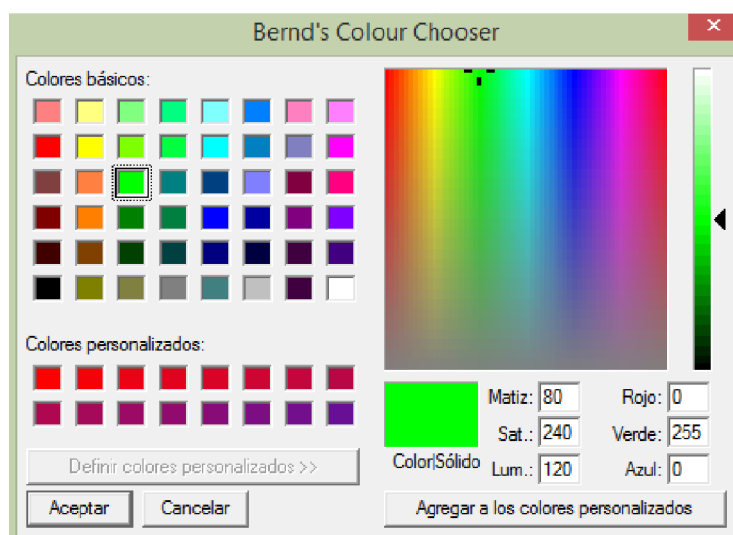 Bernd's Colour Chooser
Colores básicos:
Colores personalizados:
Definir colores personalizados >>
Aceptar Cancelar
Color|Sólido
Matiz: 80 Rojo: 0
Sat.: 240 Verde: 255
Lum.: 120 Azul: 0
Agregar a los colores personalizados